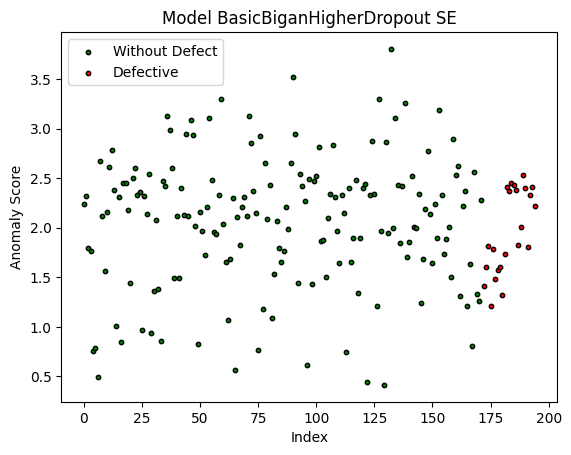 Model BasicBiganHigherDropout SE
Without Defect
Defective
Anomaly Score
3.5
3.0
2.5
2.0
1.5
1.0
0.5
0 25 50 75 100 125 150 175 200
Index